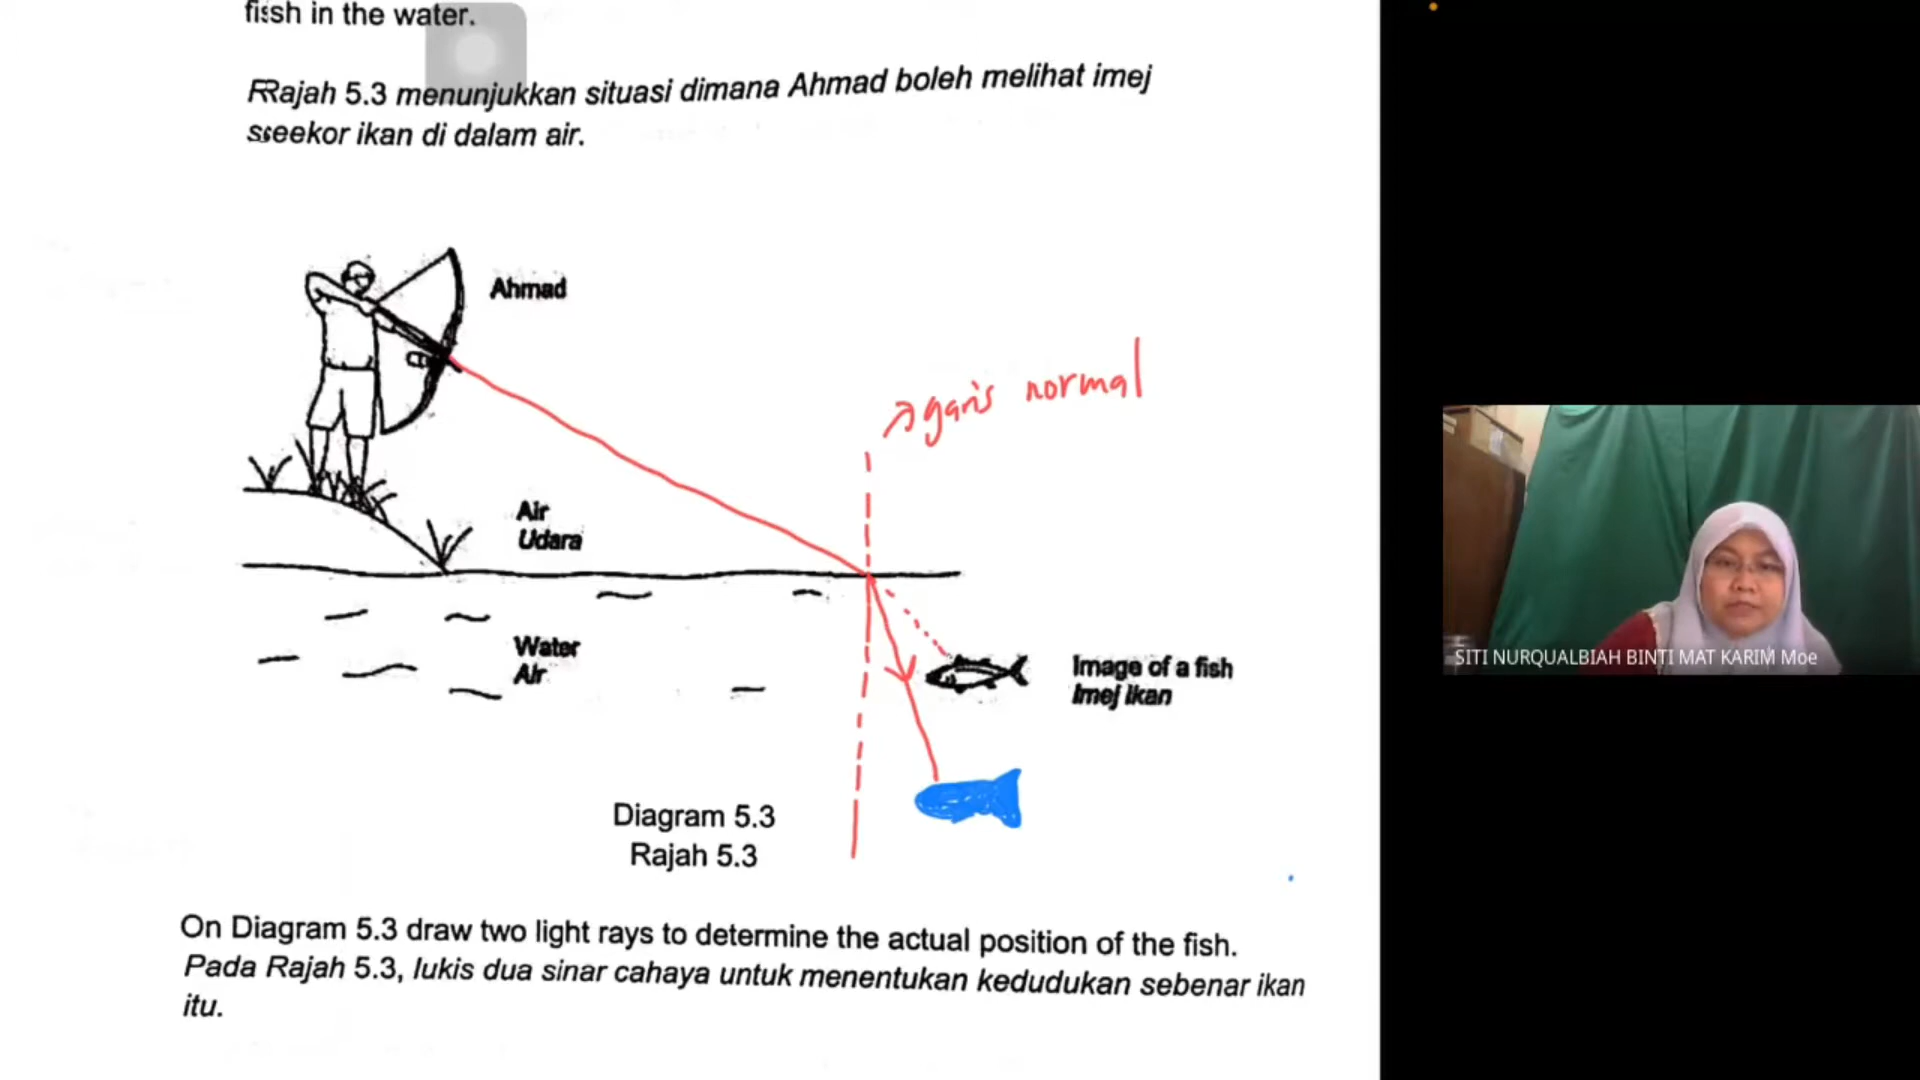 fissh in the water.
RRajah 5.3 menunjukkan situasi dimana Ahmad boleh melihat imej
sseekor ikan di dalam air.
Ahmad
garis normal
Air
Udara
Water
Air
Image of a fish
Imej ikan
Diagram 5.3
Rajah 5.3
On Diagram 5.3 draw two light rays to determine the actual position of the fish.
Pada Rajah 5.3, lukis dua sinar cahaya untuk menentukan kedudukan sebenar ikan
itu.
SITI NURQUALBIAH BINTI MAT KARIM Moe